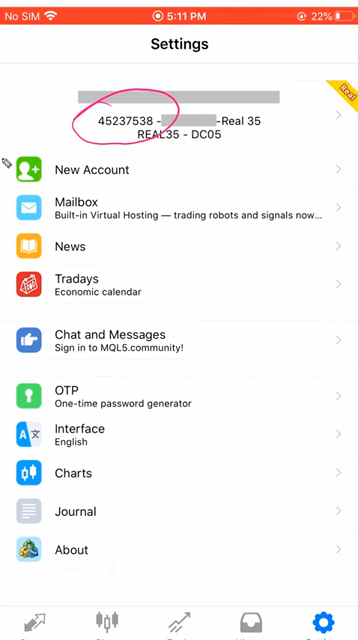 No SIM 5:11 PM 22%
Settings
Real
45237538 - -Real 35
REAL35 - DC05
New Account
Mailbox
Built-in Virtual Hosting — trading robots and signals now...
News
Tradays
Economic calendar
Chat and Messages
Sign in to MQL5.community!
OTP
One-time password generator
Interface
English
Charts
Journal
About